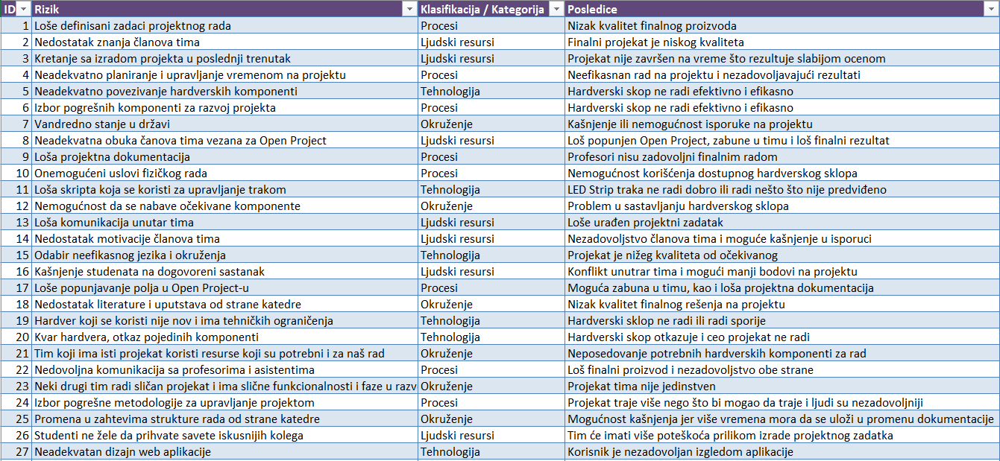 ID Rizik Klasifikacija / Kategorija Posledice
1 Loše definisani zadaci projektnog rada Procesi Nizak kvalitet finalnog proizvoda
2 Nedostatak znanja članova tima Ljudski resursi Finalni projekat je niskog kvaliteta
3 Kretanje sa izradom projekta u poslednji trenutak Ljudski resursi Projekat nije završen na vreme što rezultuje slabijom ocenom
4 Neadekvatno planiranje i upravljanje vremenom na projektu Procesi Neefikasnan rad na projektu i nezadovoljavajući rezultati
5 Neadekvatno povezivanje hardverskih komponenti Tehnologija Hardverski skop ne radi efektivno i efikasno
6 Izbor pogrešnih komponenti za razvoj projekta Procesi Hardverski skop ne radi efektivno i efikasno
7 Vandredno stanje u državi Okruženje Kašnjenje ili nemogućnost isporuke na projektu
8 Neadekvatna obuka čanova tima vezana za Open Project Ljudski resursi Loš popunjen Open Project, zabune u timu i loš finalni rezultat
9 Loša projektna dokumentacija Procesi Profesori nisu zadovoljni finalnim radom
10 Onemogućeni uslovi fizičkog rada Procesi Nemogućnost korišćenja dostupnog hardverskog sklopa
11 Loša skripta koja se koristi za upravljanje trakom Tehnologija LED Strip traka ne radi dobro ili radi nešto što nije predviđeno
12 Nemogućnost da se nabave očekivane komponente Okruženje Problem u sastavljanju hardverskog sklopa
13 Loša komunikacija unutar tima Ljudski resursi Loše urađen projektni zadatak
14 Nedostatak motivacije članova tima Ljudski resursi Nezadovoljstvo članova tima i moguće kašnjenje u isporuci
15 Odabir neefikasnog jezika i okruženja Tehnologija Projekat je nižeg kvaliteta od očekivanog
16 Kašnjenje studenata na dogovoreni sastanak Ljudski resursi Konflikt unutrar tima i mogući manji bodovi na projektu
17 Loše popunjavanje polja u Open Project-u Procesi Moguća zabuna u timu, kao i loša projektna dokumentacija
18 Nedostatak literature i uputstava od strane katedre Okruženje Nizak kvalitet finalnog rešenja na projektu
19 Hardver koji se koristi nije nov i ima tehničkih ograničenja Tehnologija Hardverski sklop ne radi ili radi sporije
20 Kvar hardvera, otkaz pojedinih komponenti Tehnologija Hardverski skop otkazuje i ceo projekat ne radi
21 Tim koji ima isti projekat koristi resurse koji su potrebni i za naš rad Okruženje Neposedovanje potrebnih hardverskih komponenti za rad
22 Nedovoljna komunikacija sa profesorima i asistentima Procesi Loš finalni proizvod i nezadovoljstvo obe strane
23 Neki drugi tim radi sličan projekat i ima slične funkcionalnosti i faze u razv Okruženje Projekat tima nije jedinstven
24 Izbor pogrešne metodologije za upravljanje projektom Procesi Projekat traje više nego što bi mogao da traje i ljudi su nezadovoljniji
25 Promena u zahtevima strukture rada od strane katedre Okruženje Mogućnost kašnjenja jer više vremena mora da se uloži u promenu dokumentacije
26 Studenti ne žele da prihvate savete iskusnijih kolega Ljudski resursi Tim će imati više poteškoća prilikom izrade projektnog zadatka
27 Neadekvatan dizajn web aplikacije Tehnologija Korisnik je nezadovoljan izgledom aplikacije